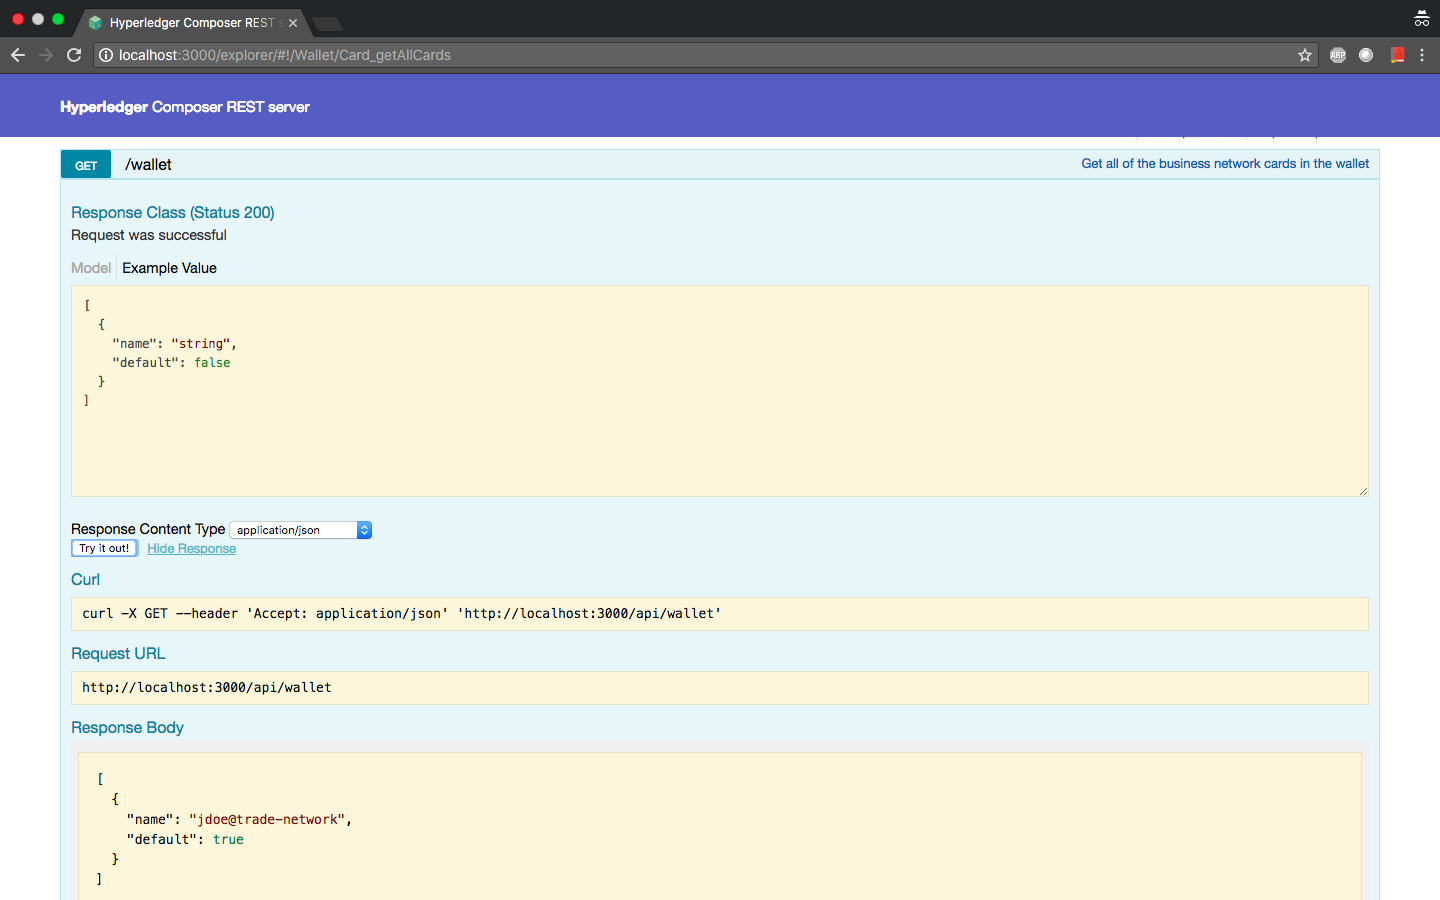 Hyperledger Composer REST s
localhost:3000/explorer/#!/Wallet/Card_getAllCards
ABP
Hyperledger Composer REST server
GET /wallet Get all of the business network cards in the wallet
Response Class (Status 200)
Request was successful
Model Example Value
[
{
"name": "string",
"default": false
}
]
Response Content Type application/json
Try it out! Hide Response
Curl
curl -X GET --header 'Accept: application/json' 'http://localhost:3000/api/wallet'
Request URL
http://localhost:3000/api/wallet
Response Body
[
{
"name": "jdoe@trade-network",
"default": true
}
]